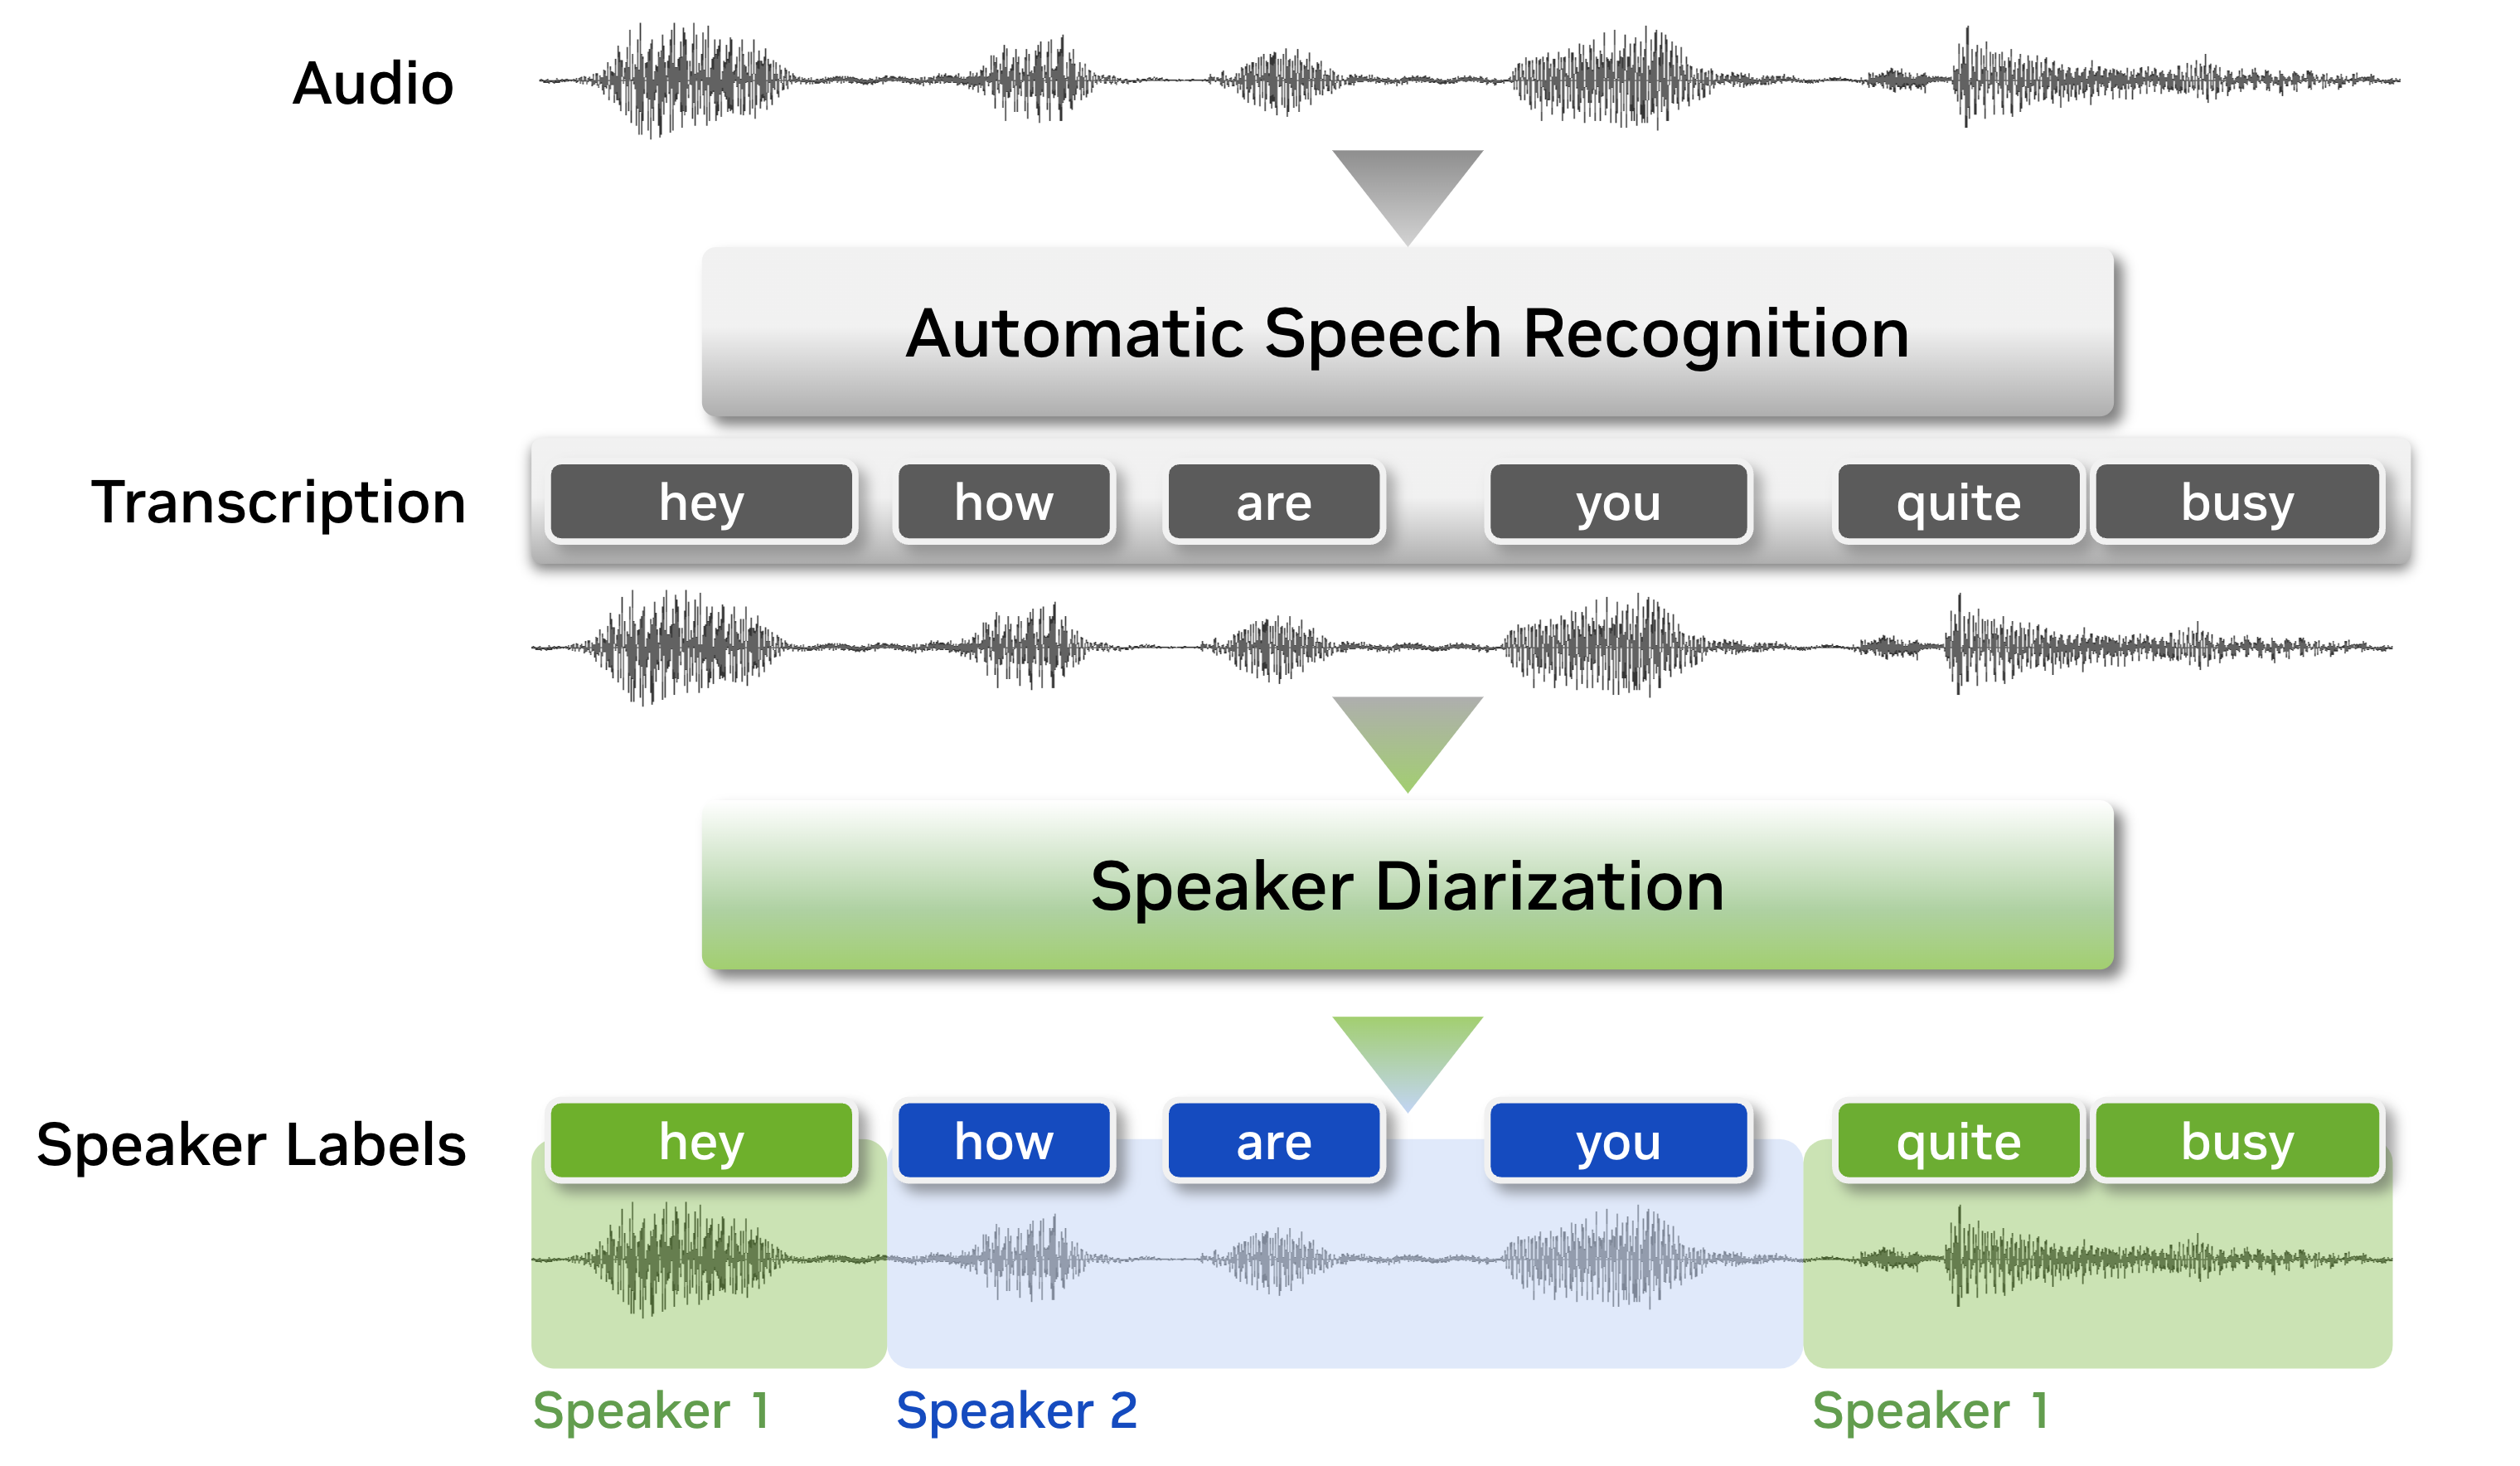 Audio
Automatic Speech Recognition
Transcription hey how are you quite busy
Speaker Diarization
Speaker Labels hey how are you quite busy
Speaker 1 Speaker 2 Speaker 1